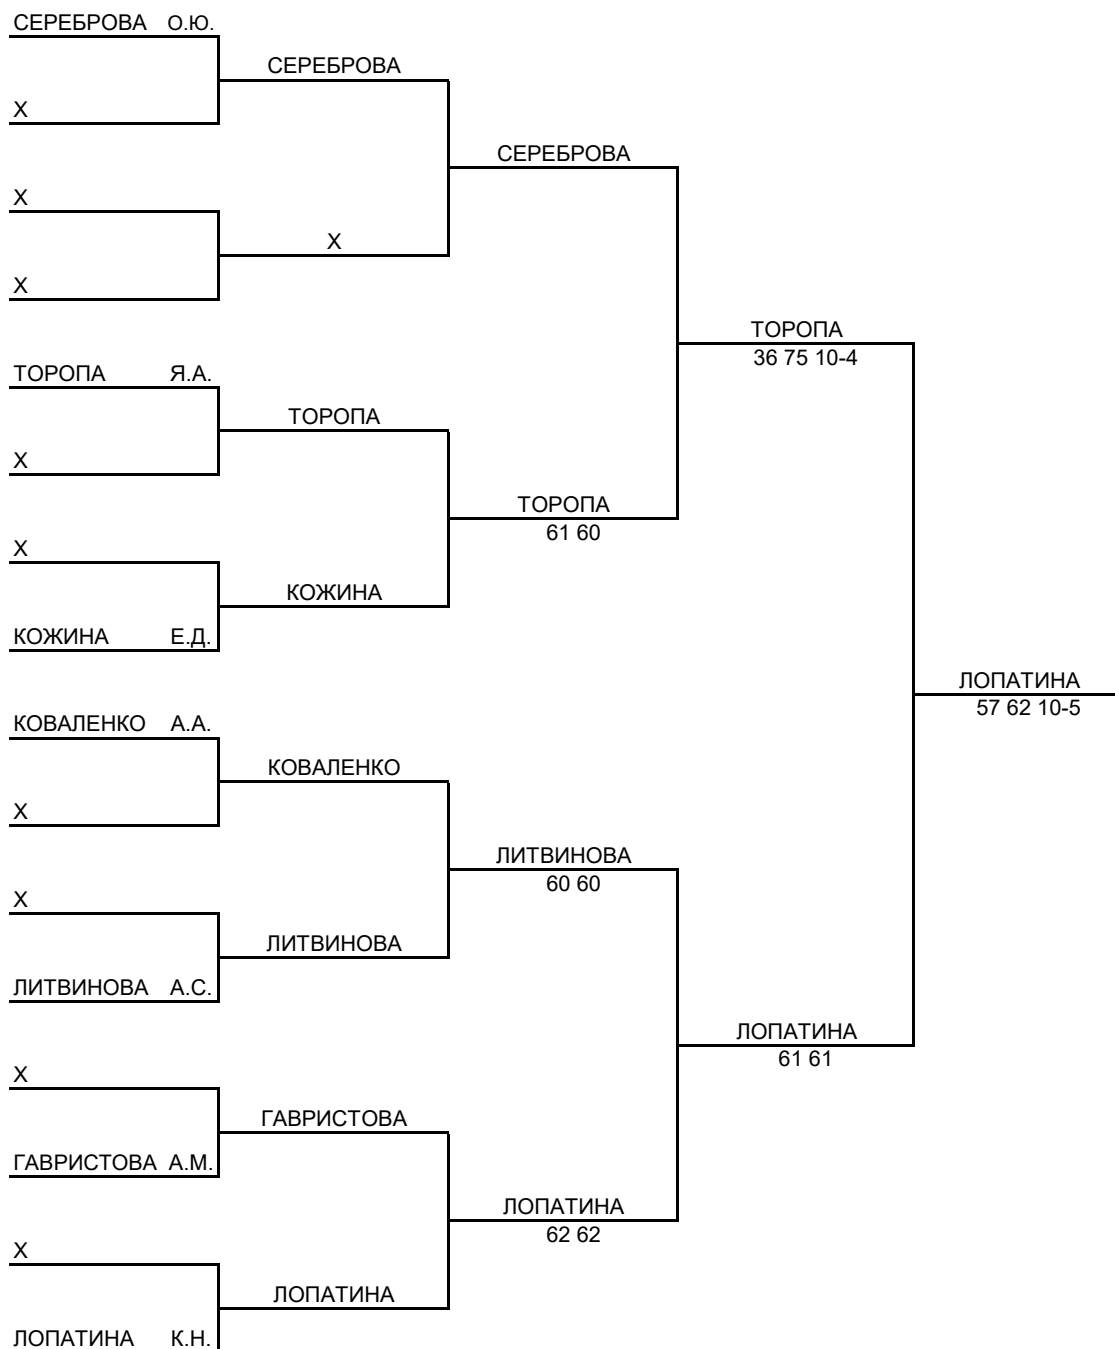 СЕРЕБРОВА О.Ю.
СЕРЕБРОВА
Х
СЕРЕБРОВА
Х
Х
Х
ТОРОПА
36 75 10-4
ТОРОПА Я.А.
ТОРОПА
Х
ТОРОПА
61 60
Х
КОЖИНА
КОЖИНА Е.Д.
ЛОПАТИНА
57 62 10-5
КОВАЛЕНКО А.А.
КОВАЛЕНКО
Х
ЛИТВИНОВА
60 60
Х
ЛИТВИНОВА
ЛИТВИНОВА А.С.
ЛОПАТИНА
61 61
Х
ГАВРИСТОВА
ГАВРИСТОВА А.М.
ЛОПАТИНА
62 62
Х
ЛОПАТИНА
ЛОПАТИНА К.Н.